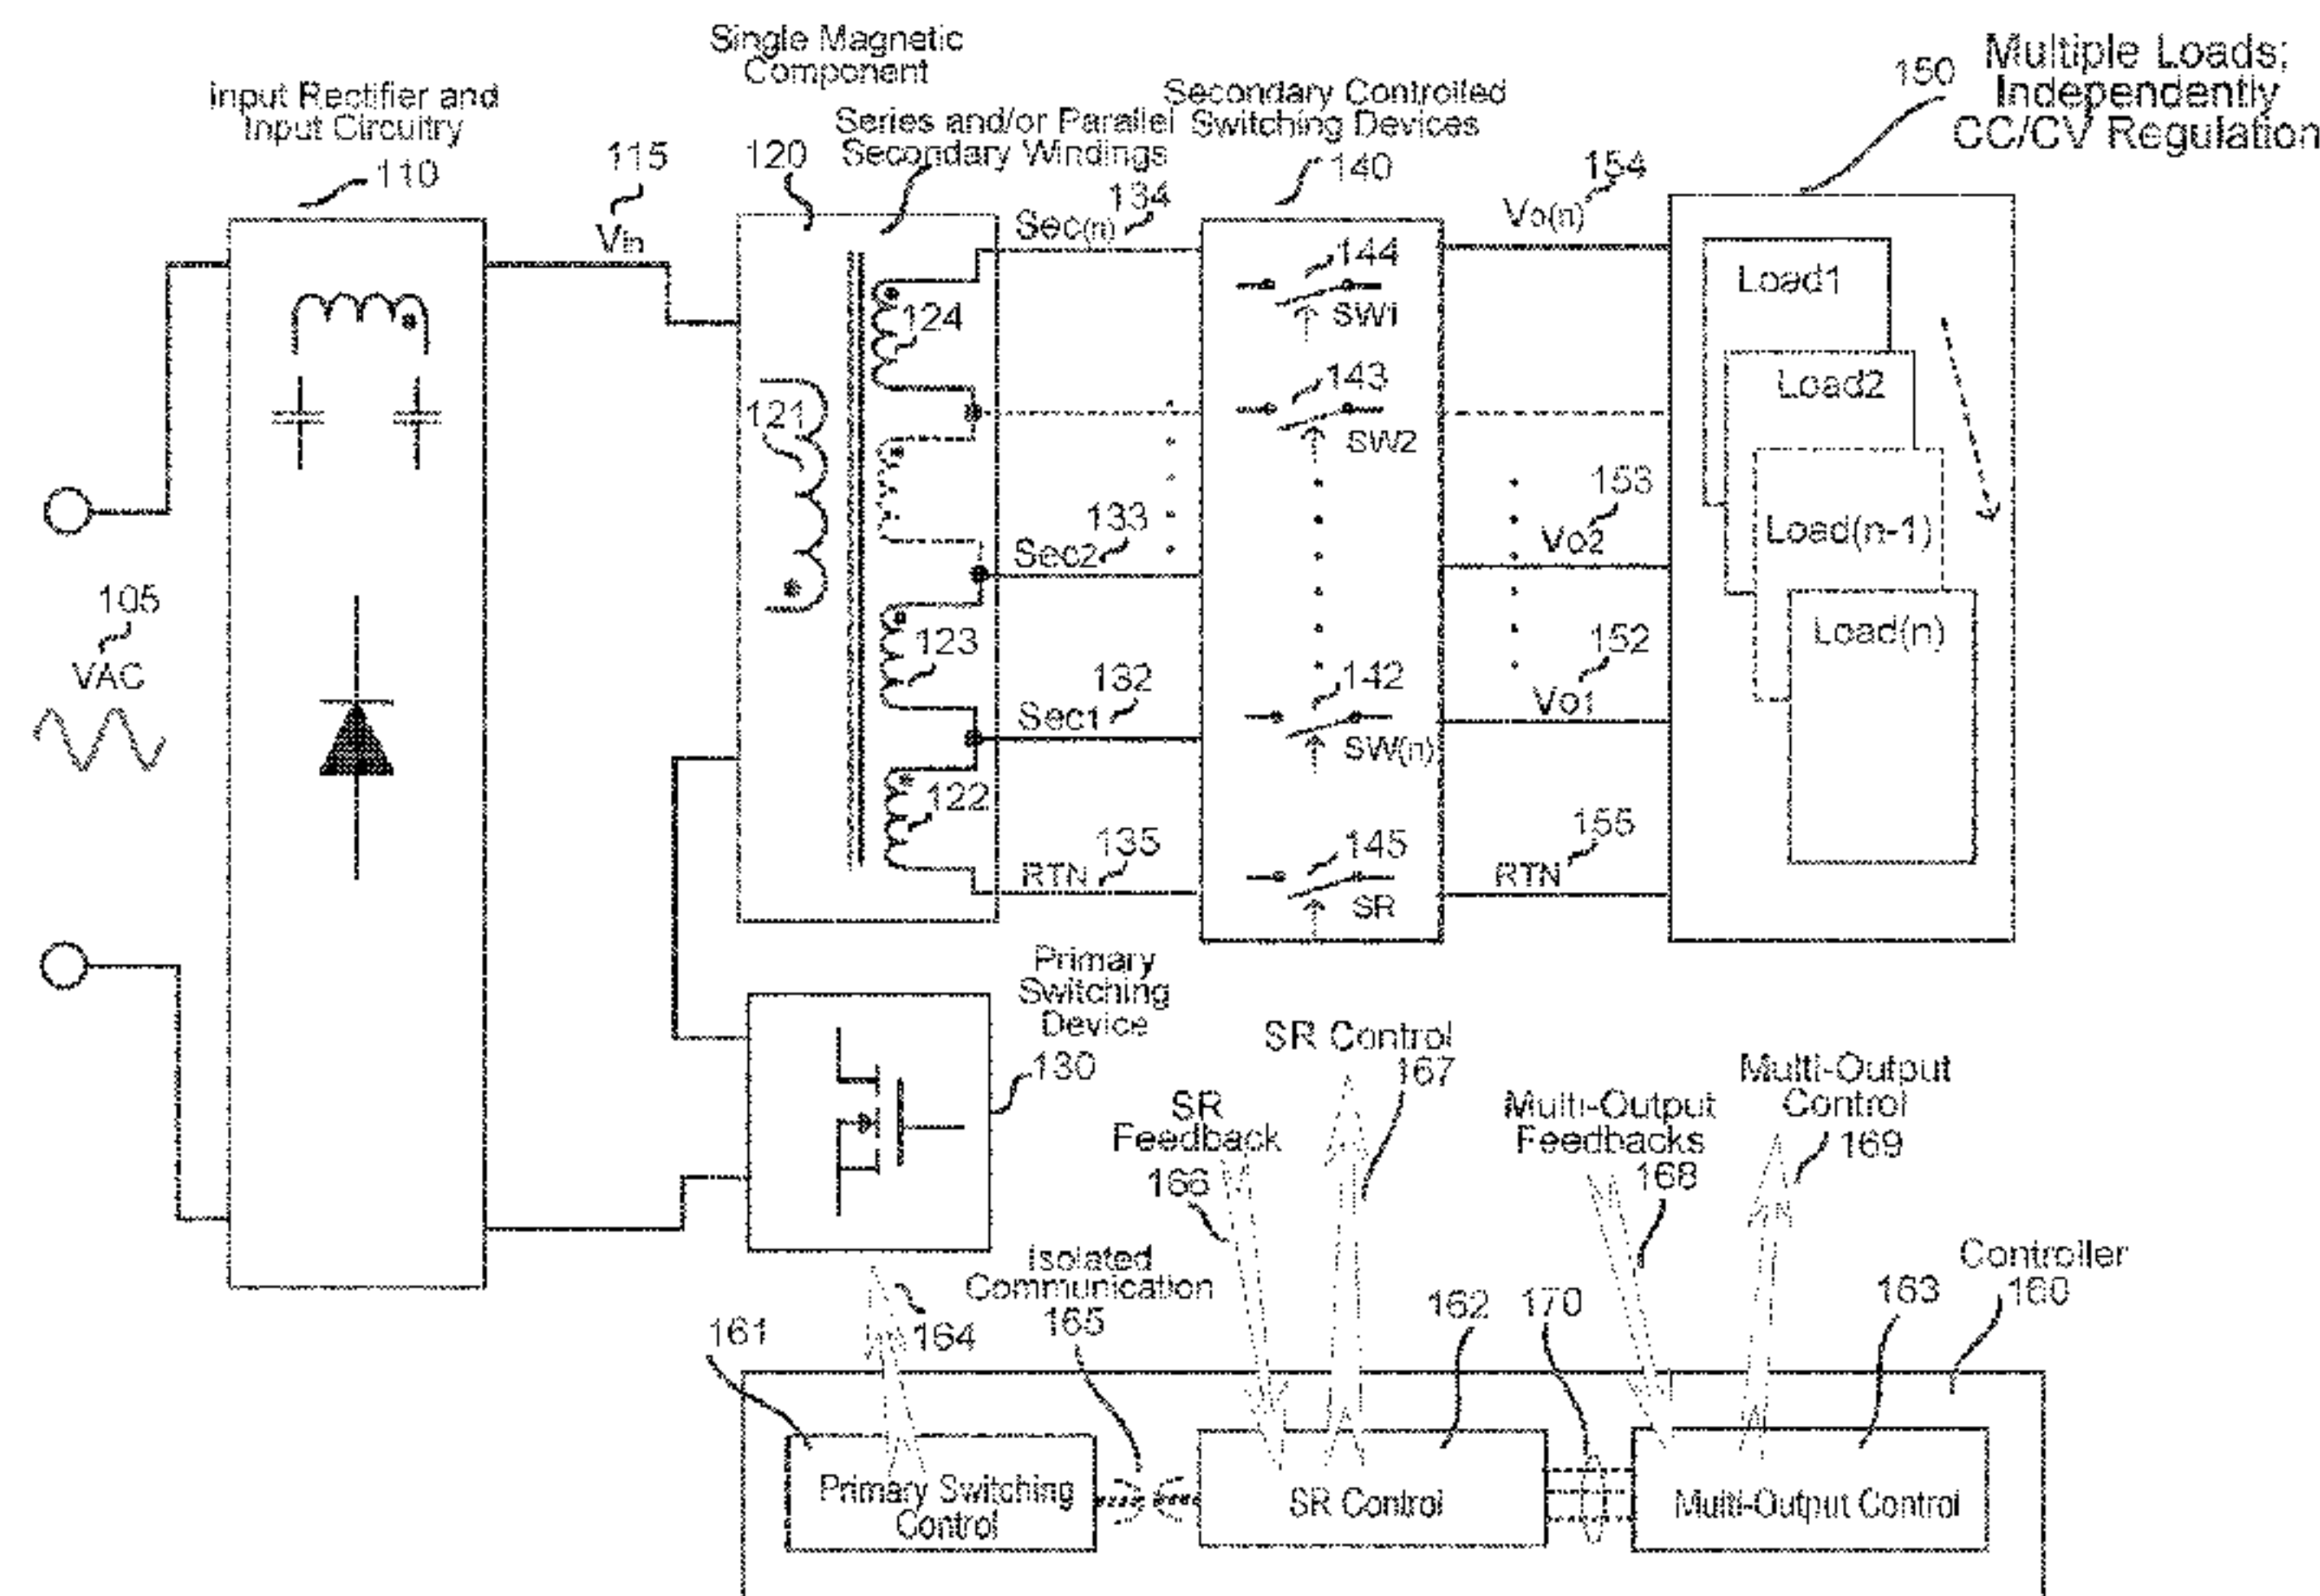 Single Magnetic
Component
Input Rectifier and
Input Circuitry
110
115
Vin
120
Series and/or Parallel
Secondary Windings
Secondary Controlled
Switching Devices
140
150
Multiple Loads;
Independently
CC/CV Regulation
Sec(n)
134
154
Vo(n)
144
SW1
124
143
SW2
121
Load1
Load2
Load(n-1)
Load(n)
133
Sec2
153
Vo2
105
VAC
123
132
Sec1
142
SW(n)
152
Vo1
122
135
RTN
145
SR
155
RTN
Primary
Switching
Device
130
SR Control
167
SR
Feedback
166
Multi-Output
Feedbacks
168
Multi-Output
Control
169
Isolated
Communication
165
164
161
162
170
163
Controller
160
Primary Switching
Control
SR Control
Multi-Output Control